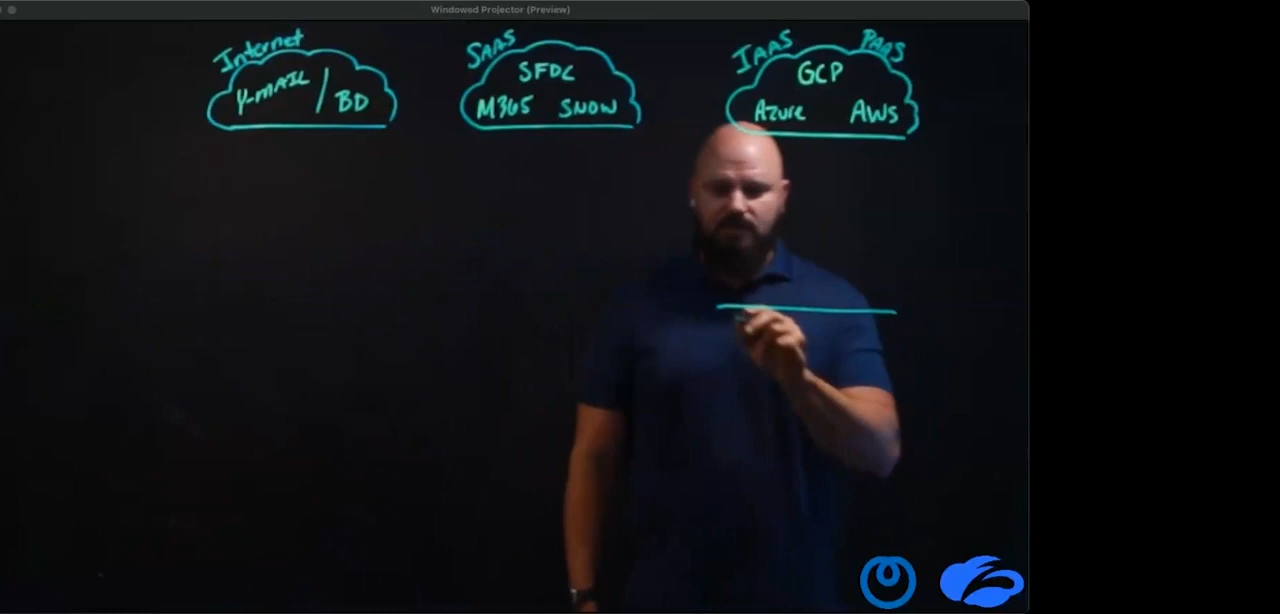 Windowed Projector (Preview)
Internet
Y-MAIL / BD
SAAS
SFDC
M365 SNOW
IAAS PAAS
GCP
Azure AWS